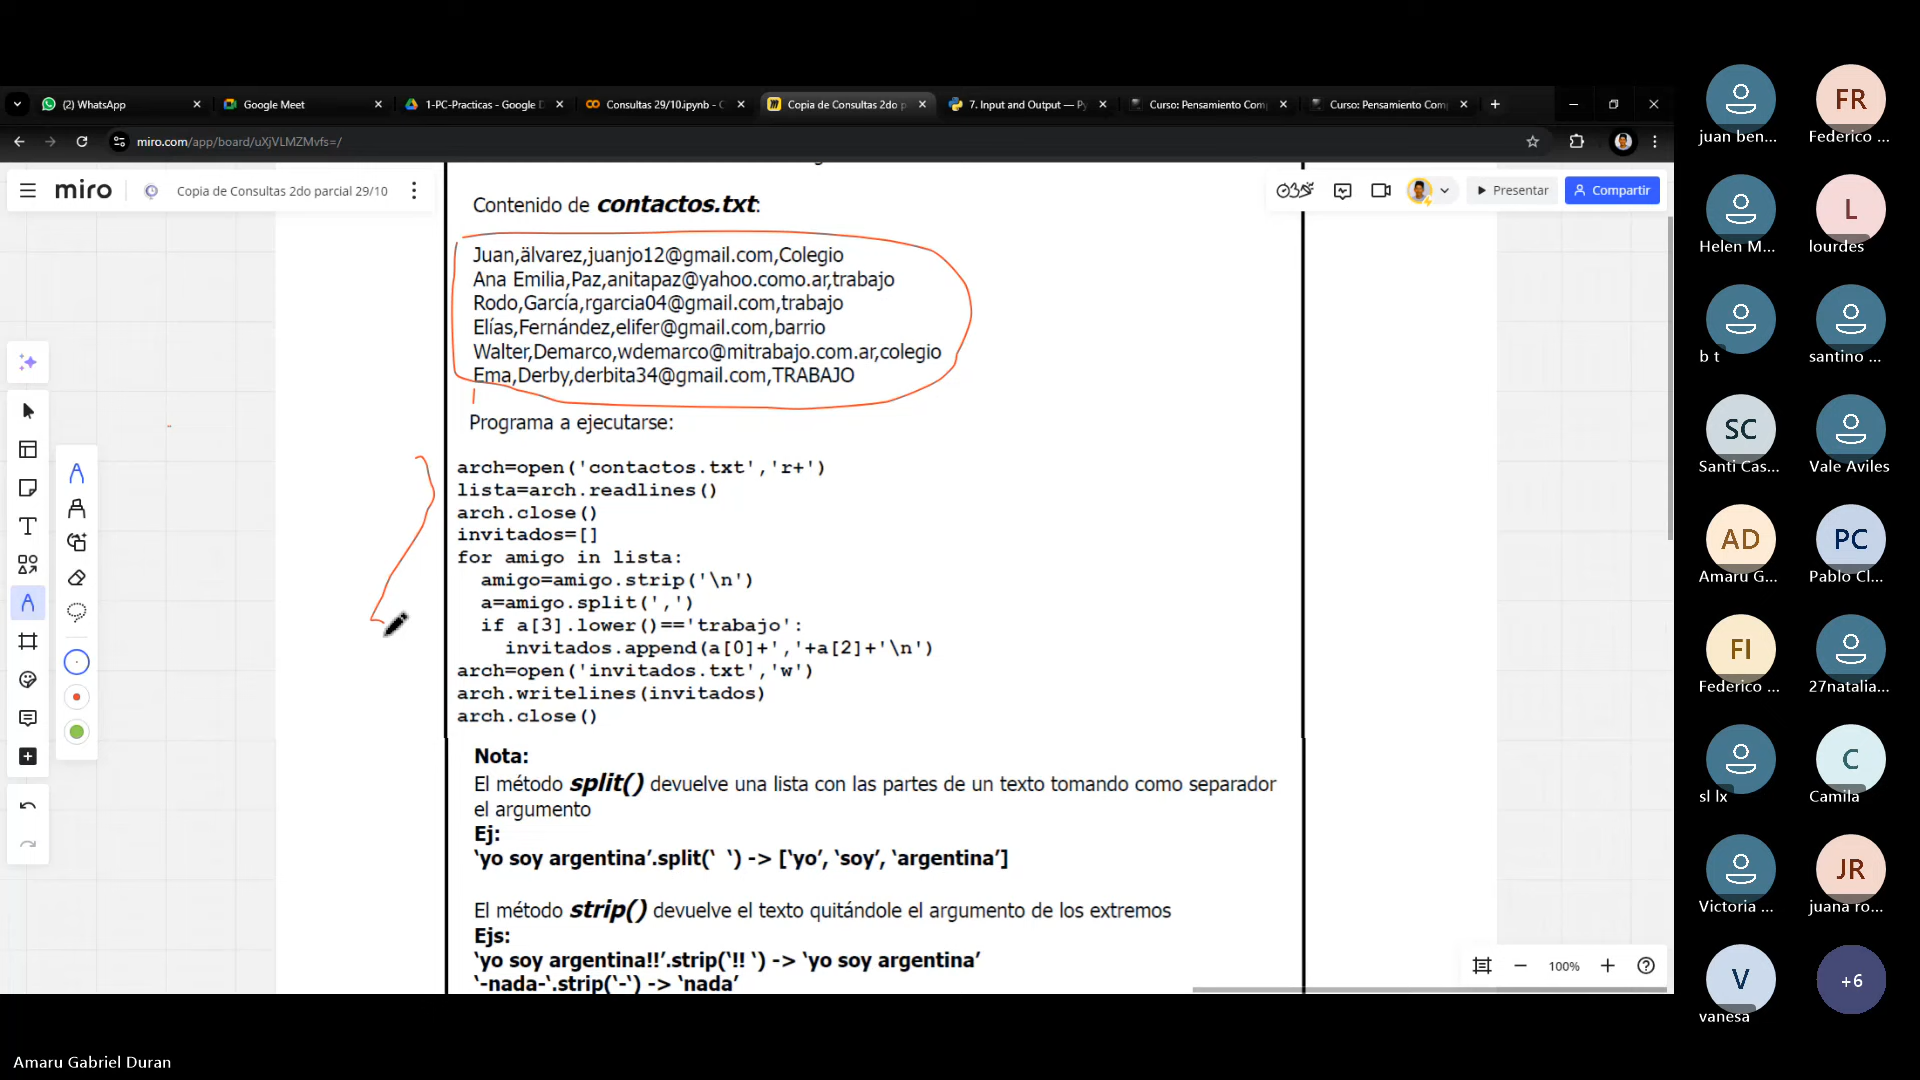 (2) WhatsApp
Google Meet
1-PC-Practicas - Google D
Consultas 29/10.ipynb - C
Copia de Consultas 2do p
7. Input and Output — Py
Curso: Pensamiento Comp
Curso: Pensamiento Comp
miro.com/app/board/uXjVLMZMvfs=/
miro
Copia de Consultas 2do parcial 29/10
Presentar
Compartir
Contenido de contactos.txt:
Juan,älvarez,juanjo12@gmail.com,Colegio
Ana Emilia,Paz,anitapaz@yahoo.como.ar,trabajo
Rodo,García,rgarcia04@gmail.com,trabajo
Elías,Fernández,elifer@gmail.com,barrio
Walter,Demarco,wdemarco@mitrabajo.com.ar,colegio
Ema,Derby,derbita34@gmail.com,TRABAJO
Programa a ejecutarse:
arch=open('contactos.txt','r+')
lista=arch.readlines()
arch.close()
invitados=[]
for amigo in lista:
amigo=amigo.strip('\n')
a=amigo.split(',')
if a[3].lower()=='trabajo':
invitados.append(a[0]+','+a[2]+'\n')
arch=open('invitados.txt','w')
arch.writelines(invitados)
arch.close()
Nota:
El método split() devuelve una lista con las partes de un texto tomando como separador
el argumento
Ej:
‘yo soy argentina’.split(‘ ‘) -> [‘yo’, ‘soy’, ‘argentina’]
El método strip() devuelve el texto quitándole el argumento de los extremos
Ejs:
‘yo soy argentina!!’.strip(‘!! ‘) -> ‘yo soy argentina’
‘-nada-‘.strip(‘-‘) -> ‘nada’
100%
juan ben...
FR
Federico ...
Helen M...
L
lourdes
b t
santino ...
SC
Santi Cas...
Vale Aviles
AD
Amaru G...
PC
Pablo Cl...
FI
Federico ...
27natalia...
sl lx
C
Camila
Victoria ...
JR
juana ro...
V
vanesa
+6
Amaru Gabriel Duran